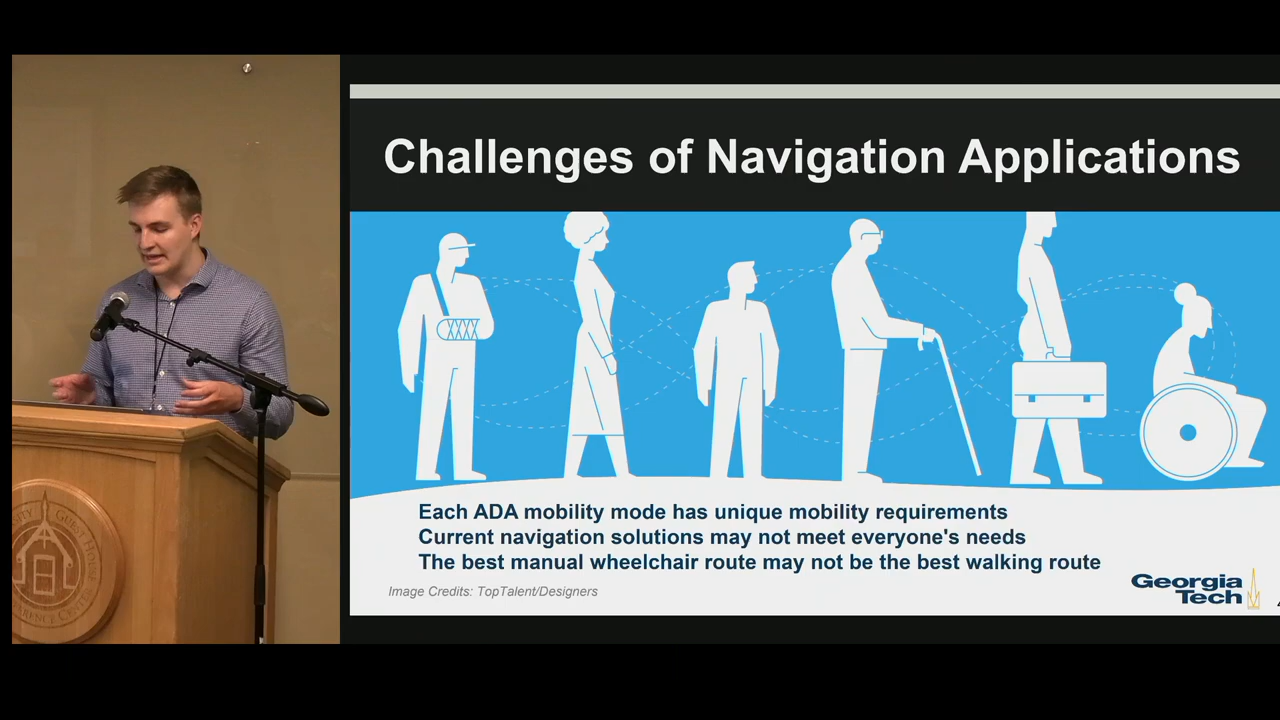 Challenges of Navigation Applications
Each ADA mobility mode has unique mobility requirements
Current navigation solutions may not meet everyone's needs
The best manual wheelchair route may not be the best walking route
Image Credits: TopTalent/Designers
Georgia
Tech